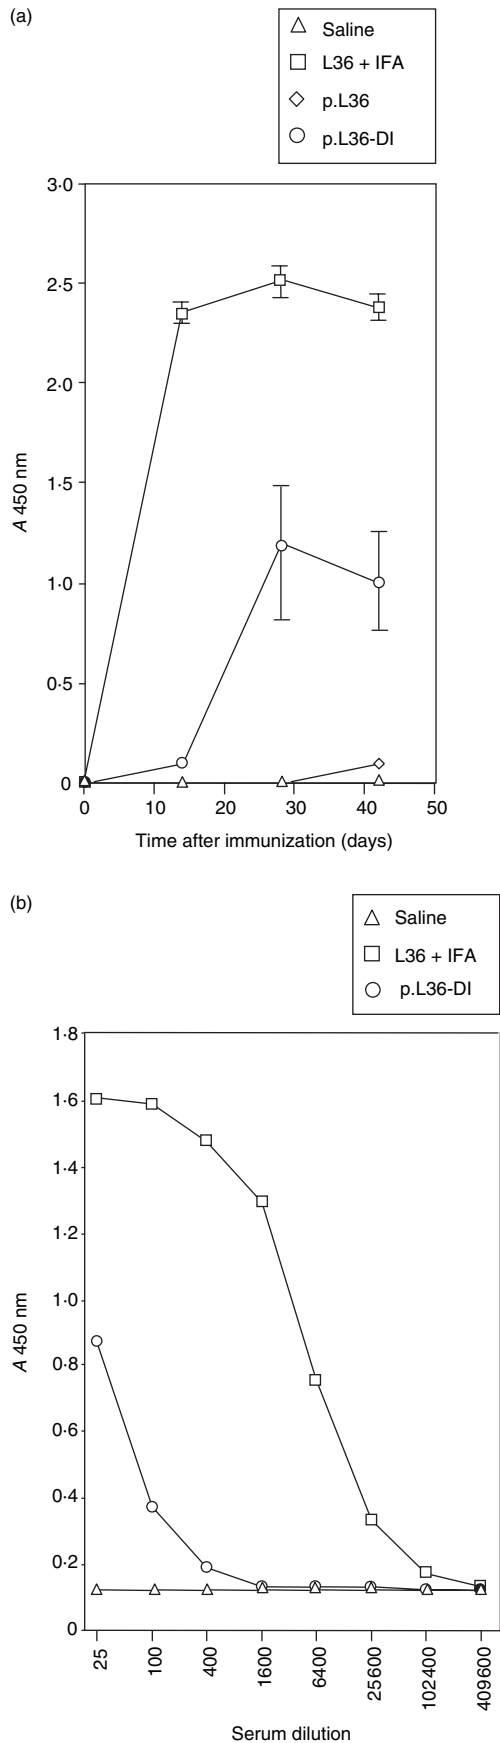 (a)
Saline
L36 + IFA
p.L36
p.L36-DI
3·0
2·5
2·0
1·5
1·0
0·5
0
A 450 nm
0 10 20 30 40 50
Time after immunization (days)
(b)
Saline
L36 + IFA
p.L36-DI
1·8
1·6
1·4
1·2
1·0
0·8
0·6
0·4
0·2
0
A 450 nm
25 100 400 1600 6400 25600 102400 409600
Serum dilution